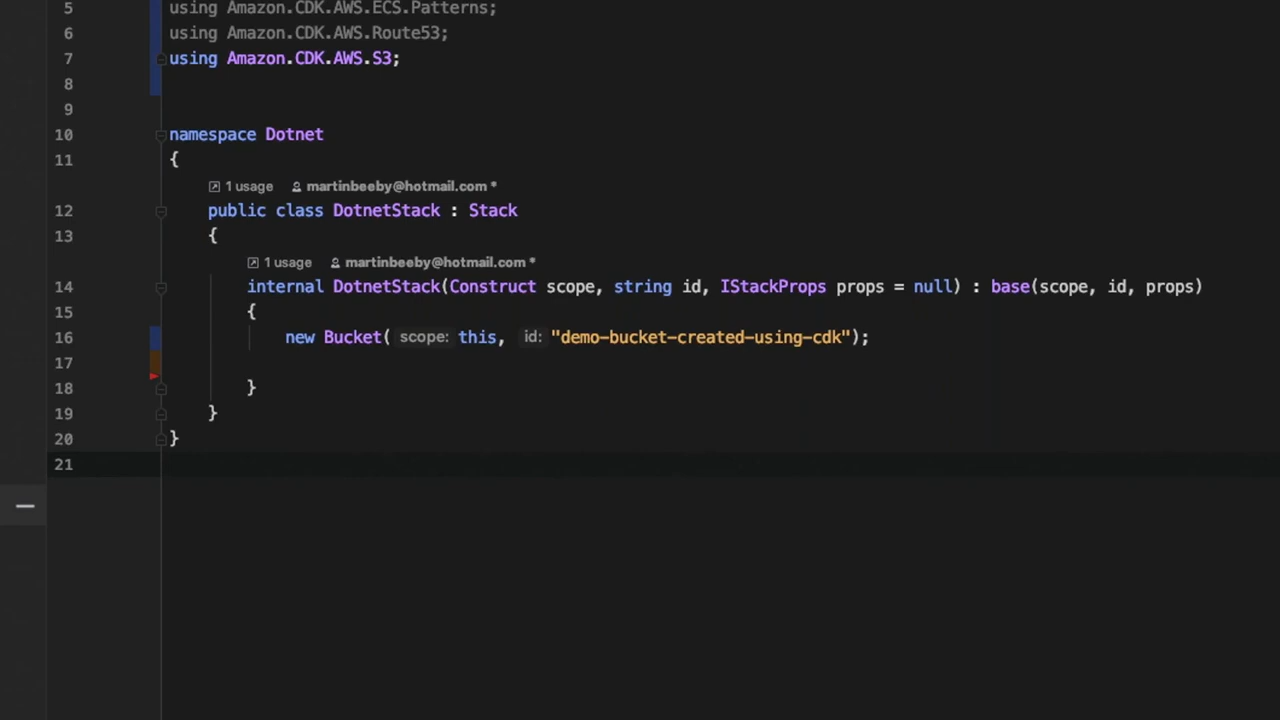 5 using Amazon.CDK.AWS.ECS.Patterns;
6 using Amazon.CDK.AWS.Route53;
7 using Amazon.CDK.AWS.S3;
8
9
10 namespace Dotnet
11 {
1 usage martinbeeby@hotmail.com *
12 public class DotnetStack : Stack
13 {
1 usage martinbeeby@hotmail.com *
14 internal DotnetStack(Construct scope, string id, IStackProps props = null) : base(scope, id, props)
15 {
16 new Bucket( scope: this, id: "demo-bucket-created-using-cdk");
17
18 }
19 }
20 }
21